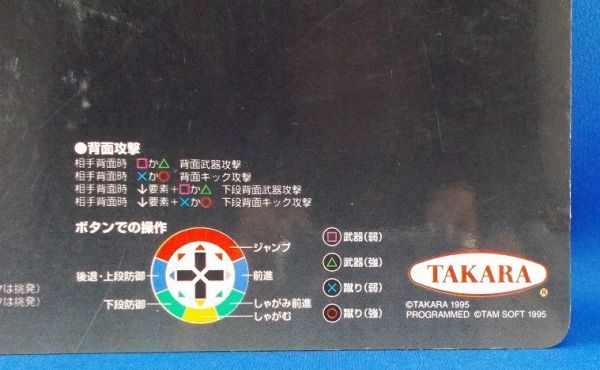 ●背面攻撃
相手背面時 □か△ 背面武器攻撃
相手背面時 ×か○ 背面キック攻撃
相手背面時 ↓要素+□か△ 下段背面武器攻撃
相手背面時 ↓要素+×か○ 下段背面キック攻撃
ボタンでの操作
ジャンプ
後退・上段防御
前進
下段防御
しゃがみ前進
しゃがむ
□武器(弱)
△武器(強)
×蹴り(弱)
○蹴り(強)
は挑発)
は挑発)
TAKARA
®
©TAKARA 1995
PROGRAMMED ©TAM SOFT 1995